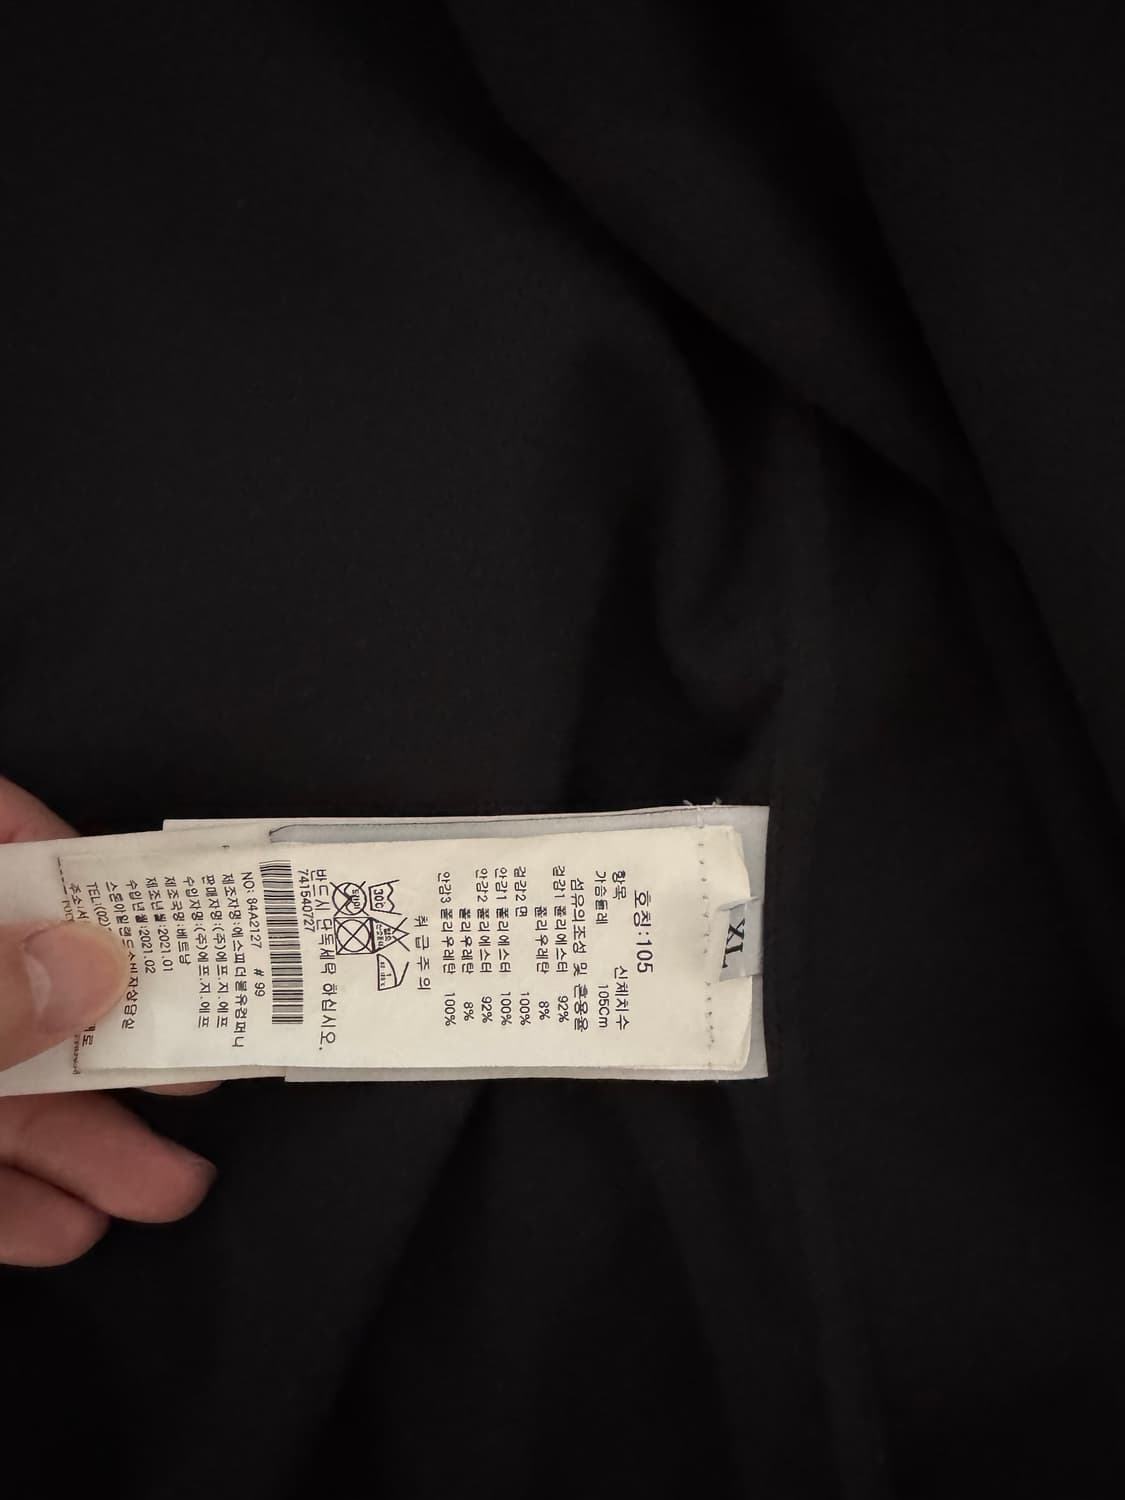 XL
호칭:105
항목 신체치수
가슴둘레 105Cm
섬유의조성 및 혼용율
겉감1 폴리에스터 92%
폴리우레탄 8%
겉감2 면 100%
안감1 폴리에스터 100%
안감2 폴리에스터 92%
폴리우레탄 8%
안감3 폴리우레탄 100%
취급주의
30℃
반드시 단독세탁 하십시오.
741540727
NO: 84A2127 # 99
제조자명:에스피더블유컴퍼니
판매자명:(주)에프.지.에프
수입자명:(주)에프.지.에프
제조국명:베트남
제조년월:2021.01
수입년월:2021.02
TEL:(02)
주소:서